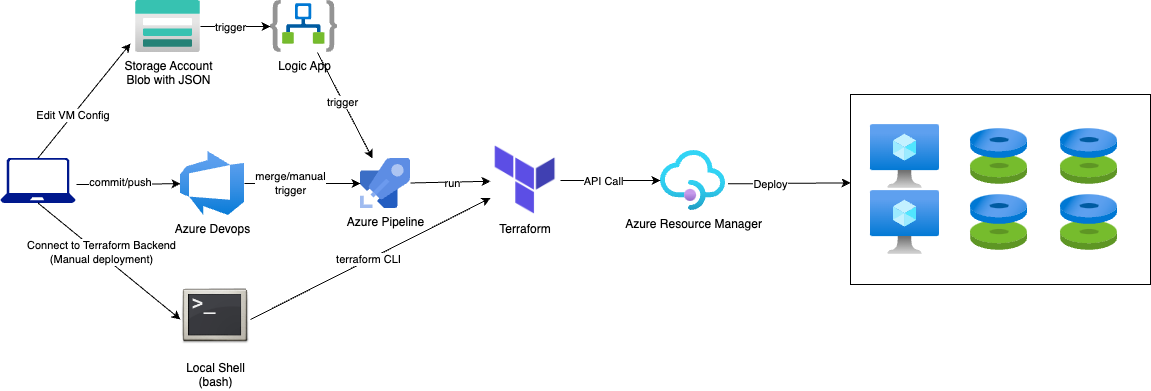 trigger
Storage Account
Blob with JSON
Logic App
trigger
Edit VM Config
commit/push
Azure Devops
merge/manual
trigger
Azure Pipeline
run
Terraform
API Call
Azure Resource Manager
Deploy
Connect to Terraform Backend
(Manual deployment)
terraform CLI
>_
Local Shell
(bash)